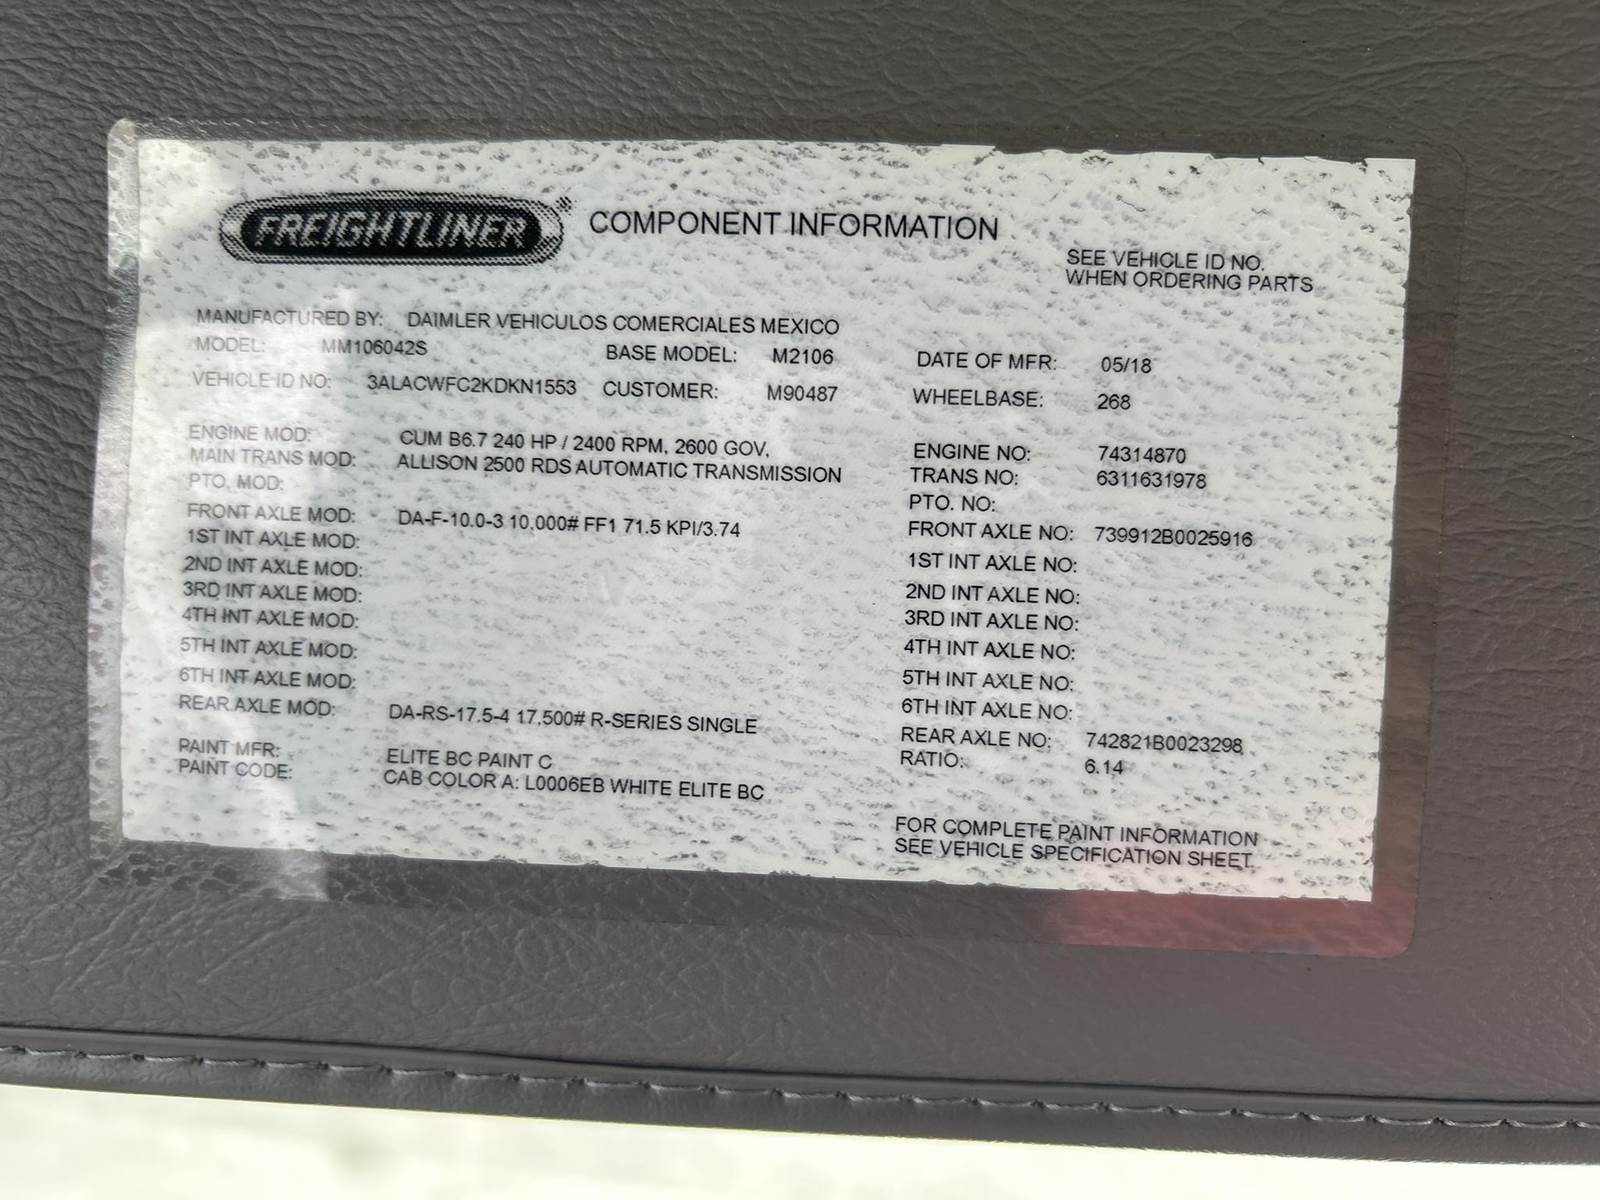 FREIGHTLINER COMPONENT INFORMATION
SEE VEHICLE ID NO.
WHEN ORDERING PARTS
MANUFACTURED BY: DAIMLER VEHICULOS COMERCIALES MEXICO
MODEL: MM106042S BASE MODEL: M2106 DATE OF MFR: 05/18
VEHICLE ID NO: 3ALACWFC2KDKN1553 CUSTOMER: M90487 WHEELBASE: 268
ENGINE MOD: CUM B6.7 240 HP / 2400 RPM, 2600 GOV, ENGINE NO: 74314870
MAIN TRANS MOD: ALLISON 2500 RDS AUTOMATIC TRANSMISSION TRANS NO: 6311631978
PTO. MOD: PTO. NO:
FRONT AXLE MOD: DA-F-10.0-3 10,000# FF1 71.5 KPI/3.74 FRONT AXLE NO: 739912B0025916
1ST INT AXLE MOD: 1ST INT AXLE NO:
2ND INT AXLE MOD: 2ND INT AXLE NO:
3RD INT AXLE MOD: 3RD INT AXLE NO:
4TH INT AXLE MOD: 4TH INT AXLE NO:
5TH INT AXLE MOD: 5TH INT AXLE NO:
6TH INT AXLE MOD: 6TH INT AXLE NO:
REAR AXLE MOD: DA-RS-17.5-4 17,500# R-SERIES SINGLE REAR AXLE NO: 742821B0023298
RATIO: 6.14
PAINT MFR: ELITE BC PAINT C
PAINT CODE: CAB COLOR A: L0006EB WHITE ELITE BC
FOR COMPLETE PAINT INFORMATION
SEE VEHICLE SPECIFICATION SHEET.